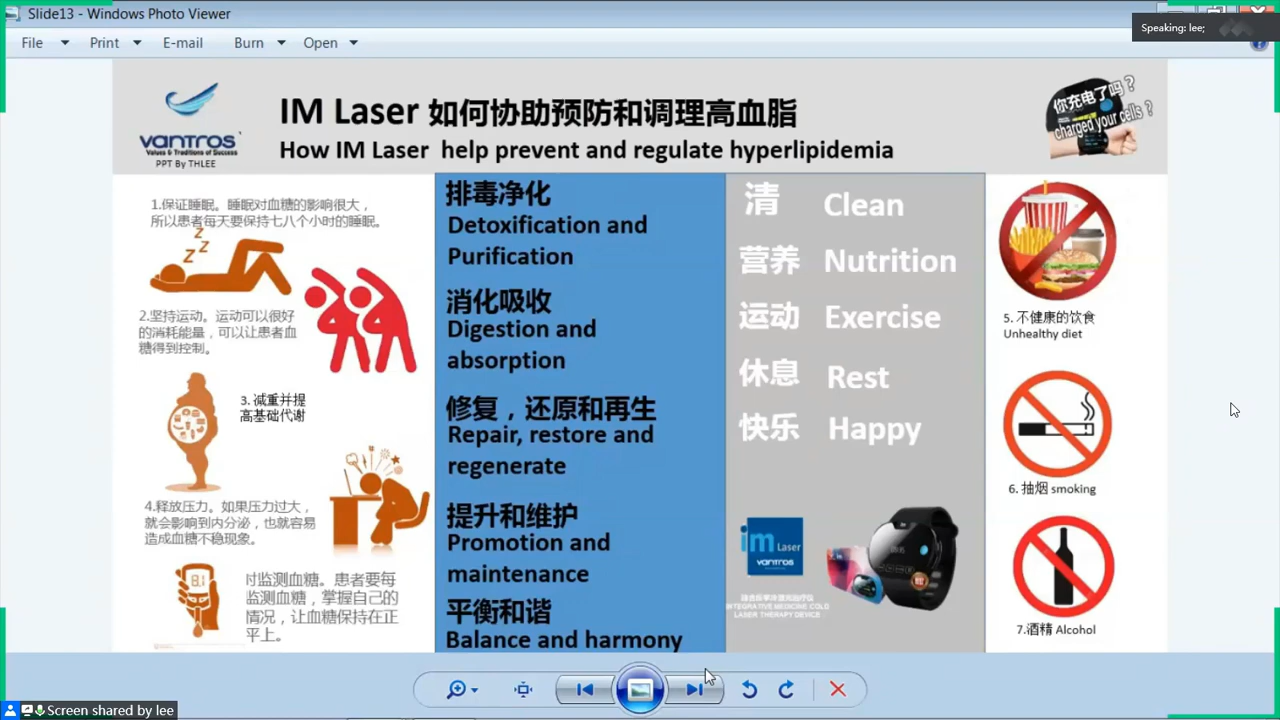 Slide13 - Windows Photo Viewer
Speaking: lee;
File
Print
E-mail
Burn
Open
vantros
Values & Traditions of Success
PPT By THLEE
IM Laser 如何协助预防和调理高血脂
How IM Laser help prevent and regulate hyperlipidemia
你充电了吗？
charged your cells ?
1.保证睡眠。睡眠对血糖的影响很大，
所以患者每天要保持七八个小时的睡眠。
z
z
z
2.坚持运动。运动可以很好
的消耗能量，可以让患者血
糖得到控制。
3. 减重并提
高基础代谢
4.释放压力。如果压力过大，
就会影响到内分泌，也就容易
造成血糖不稳现象。
8.1
时监测血糖。患者要每
监测血糖，掌握自己的
情况，让血糖保持在正
平上。
排毒净化
Detoxification and
Purification
消化吸收
Digestion and
absorption
修复，还原和再生
Repair, restore and
regenerate
提升和维护
Promotion and
maintenance
平衡和谐
Balance and harmony
清 Clean
营养 Nutrition
运动 Exercise
休息 Rest
快乐 Happy
im Laser
vantros
INTEGRATIVE MEDICINE COLD
LASER THERAPY DEVICE
5. 不健康的饮食
Unhealthy diet
6. 抽烟 smoking
7.酒精 Alcohol
Screen shared by lee